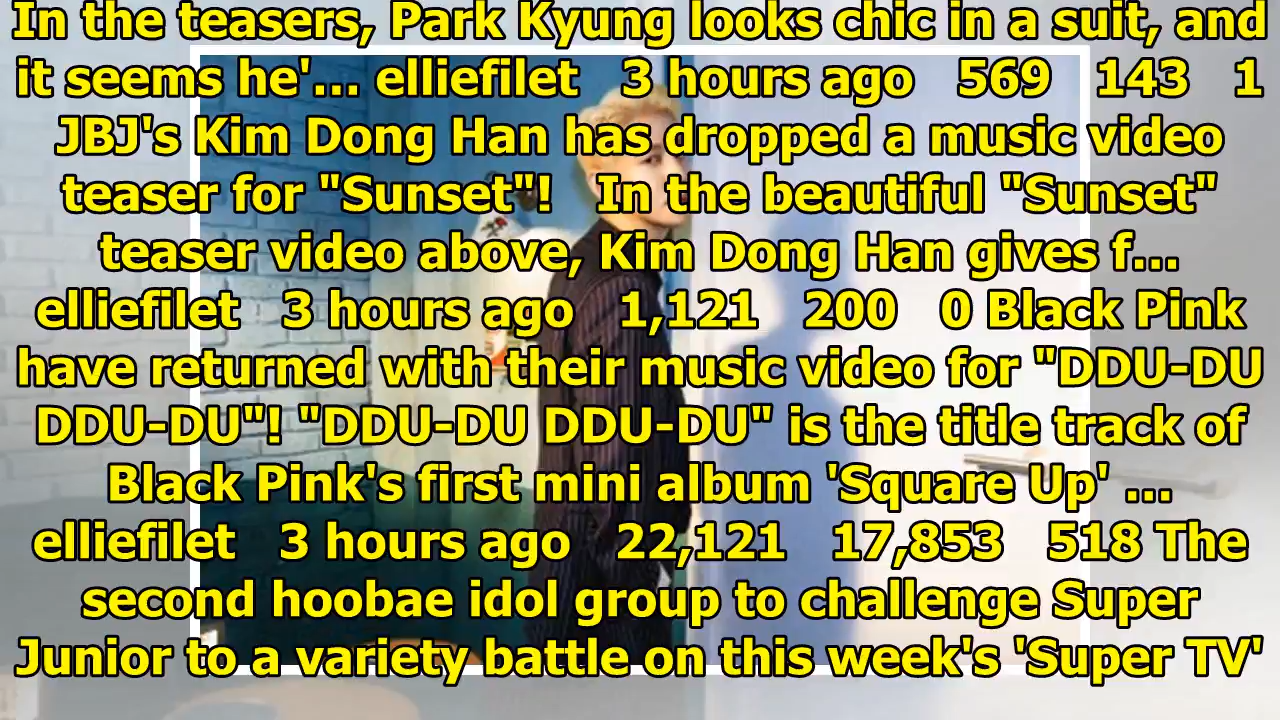 In the teasers, Park Kyung looks chic in a suit, and
it seems he'... elliefilet 3 hours ago 569 143 1
JBJ's Kim Dong Han has dropped a music video
teaser for "Sunset"! In the beautiful "Sunset"
teaser video above, Kim Dong Han gives f...
elliefilet 3 hours ago 1,121 200 0 Black Pink
have returned with their music video for "DDU-DU
DDU-DU"! "DDU-DU DDU-DU" is the title track of
Black Pink's first mini album 'Square Up' ...
elliefilet 3 hours ago 22,121 17,853 518 The
second hoobae idol group to challenge Super
Junior to a variety battle on this week's 'Super TV'